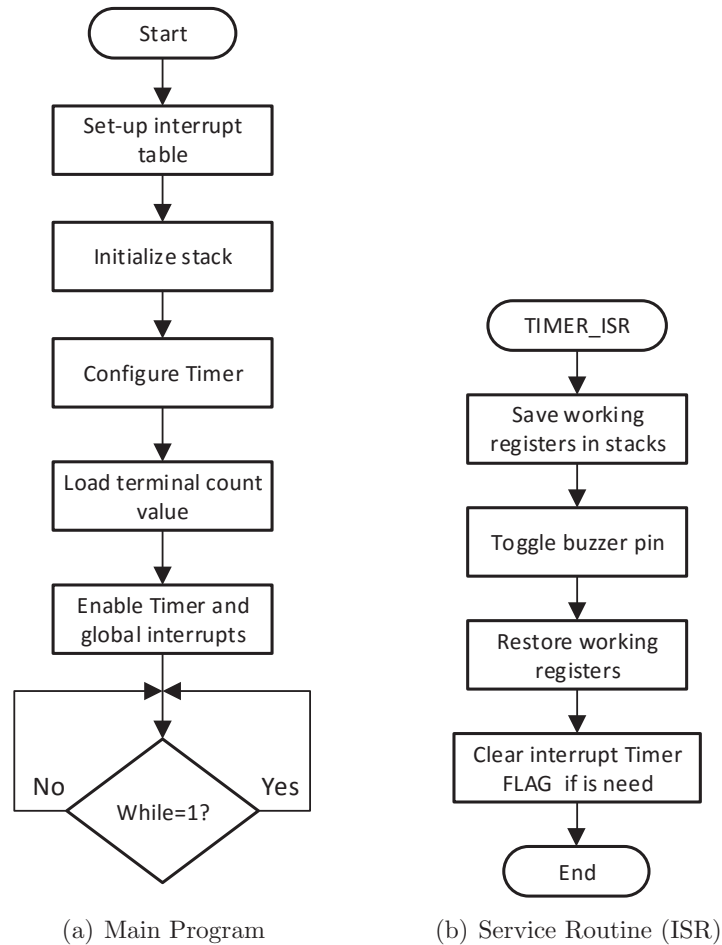 Start
Set-up interrupt
table
Initialize stack
Configure Timer
Load terminal count
value
Enable Timer and
global interrupts
No
Yes
While=1?
(a) Main Program
TIMER_ISR
Save working
registers in stacks
Toggle buzzer pin
Restore working
registers
Clear interrupt Timer
FLAG if is need
End
(b) Service Routine (ISR)